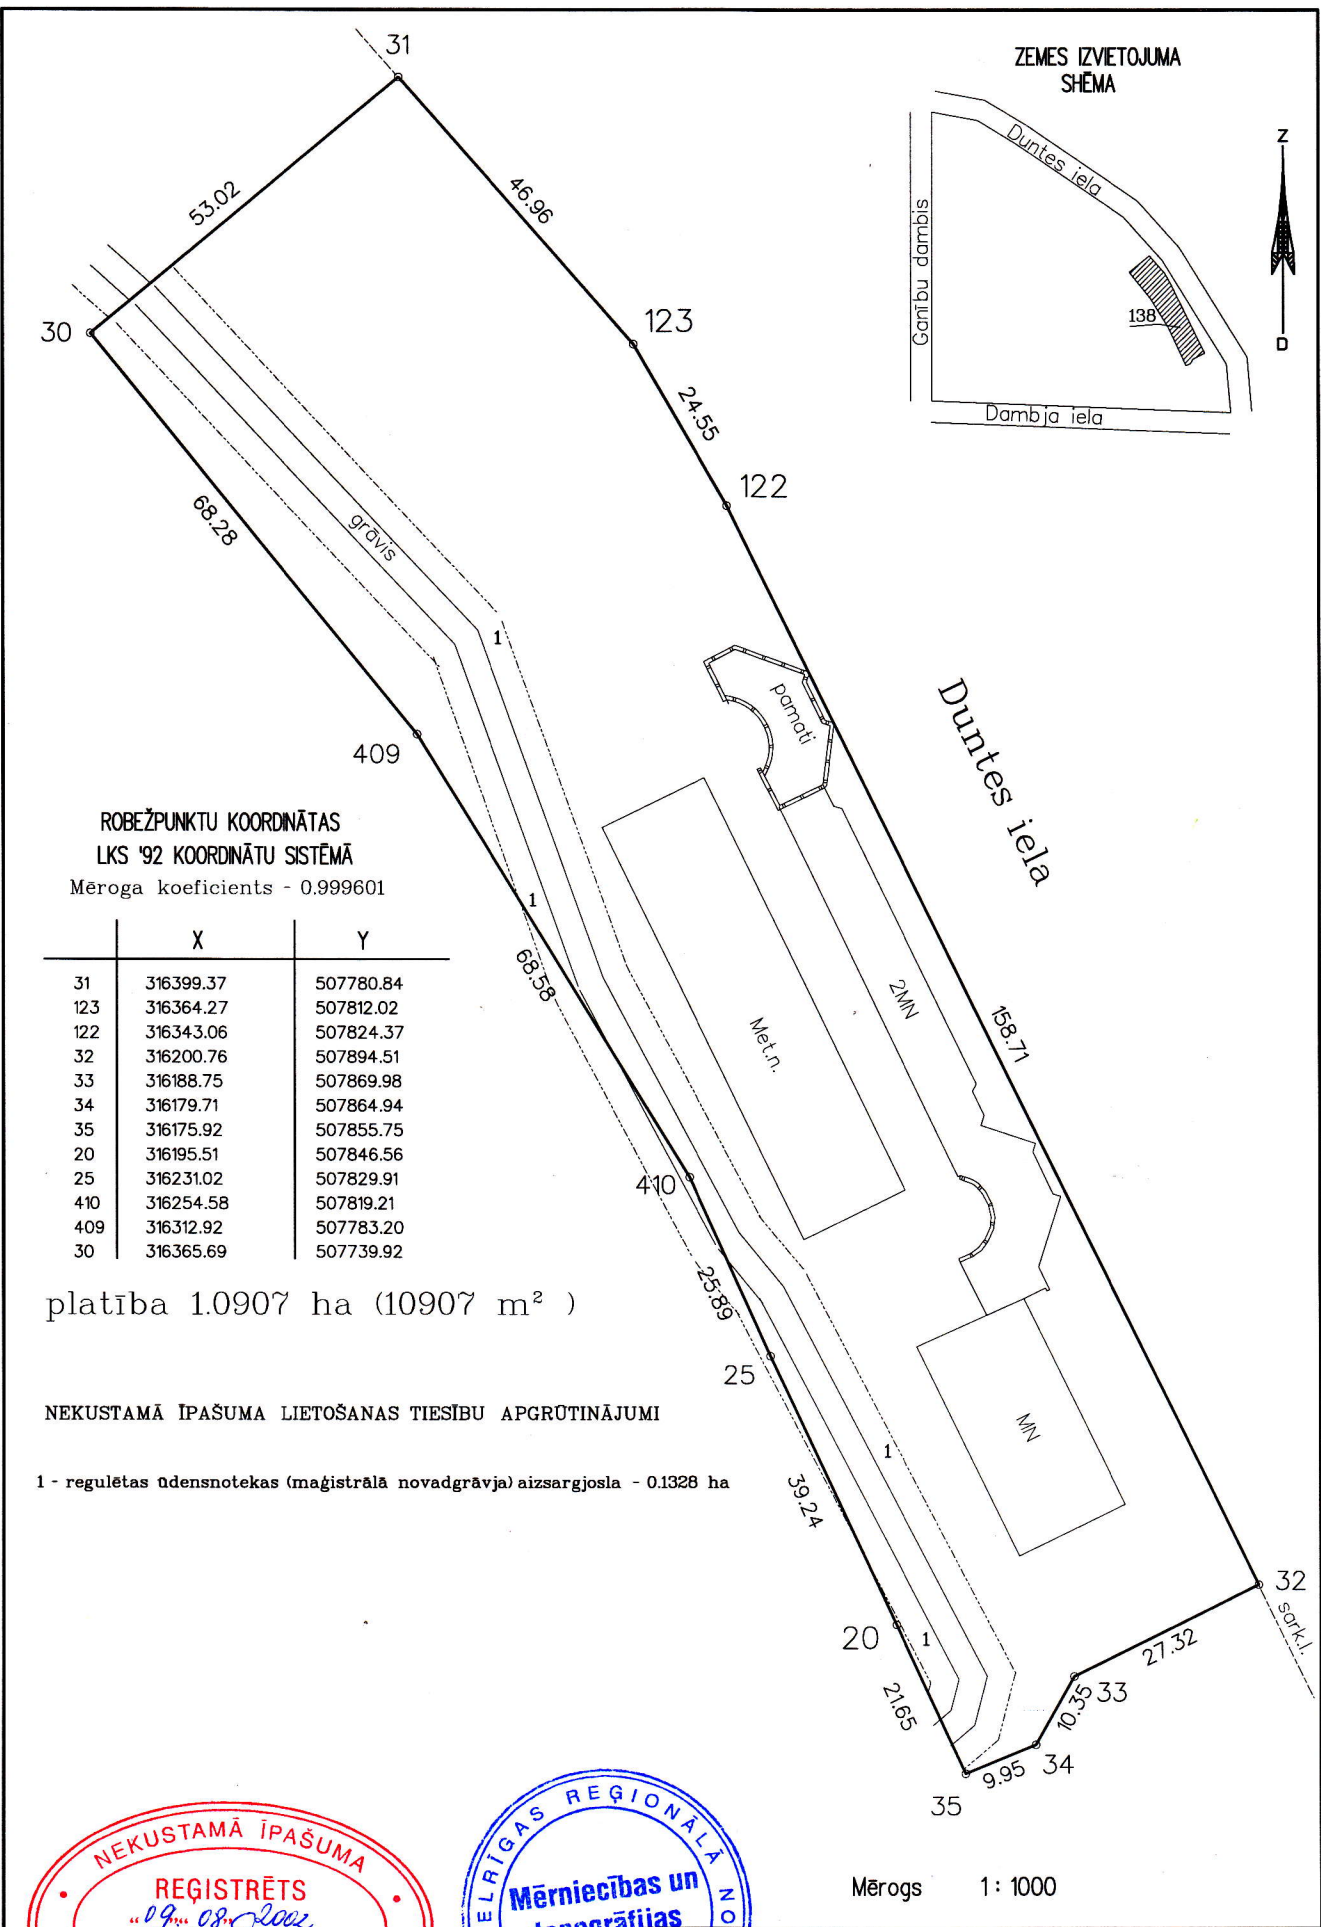 ZEMES IZVIETOJUMA
SHĒMA
Duntes iela
Ganību dambis
138
Dambja iela
Z
D
31
53.02
46.96
30
123
24.55
122
68.28
grāvis
1
409
pamati
Duntes iela
ROBEŽPUNKTU KOORDINĀTAS
LKS '92 KOORDINĀTU SISTĒMĀ
Mēroga koeficients - 0.999601
X Y
31 316399.37 507780.84
123 316364.27 507812.02
122 316343.06 507824.37
32 316200.76 507894.51
33 316188.75 507869.98
34 316179.71 507864.94
35 316175.92 507855.75
20 316195.51 507846.56
25 316231.02 507829.91
410 316254.58 507819.21
409 316312.92 507783.20
30 316365.69 507739.92
1
68.58
2MN
Met.n.
158.71
410
25.89
25
platība 1.0907 ha (10907 m² )
NEKUSTAMĀ ĪPAŠUMA LIETOŠANAS TIESĪBU APGRŪTINĀJUMI
1 - regulētas ūdensnotekas (maģistrālā novadgrāvja) aizsargjosla - 0.1328 ha
MN
1
39.24
32
sark.l.
20
1
27.32
33
21.65
10.35
34
9.95
35
NEKUSTAMĀ ĪPAŠUMA
REĢISTRĒTS
"09" 08 2002
ELRĪGAS REĢIONĀLĀ NO
Mērniecības un
Mērogs 1 : 1000